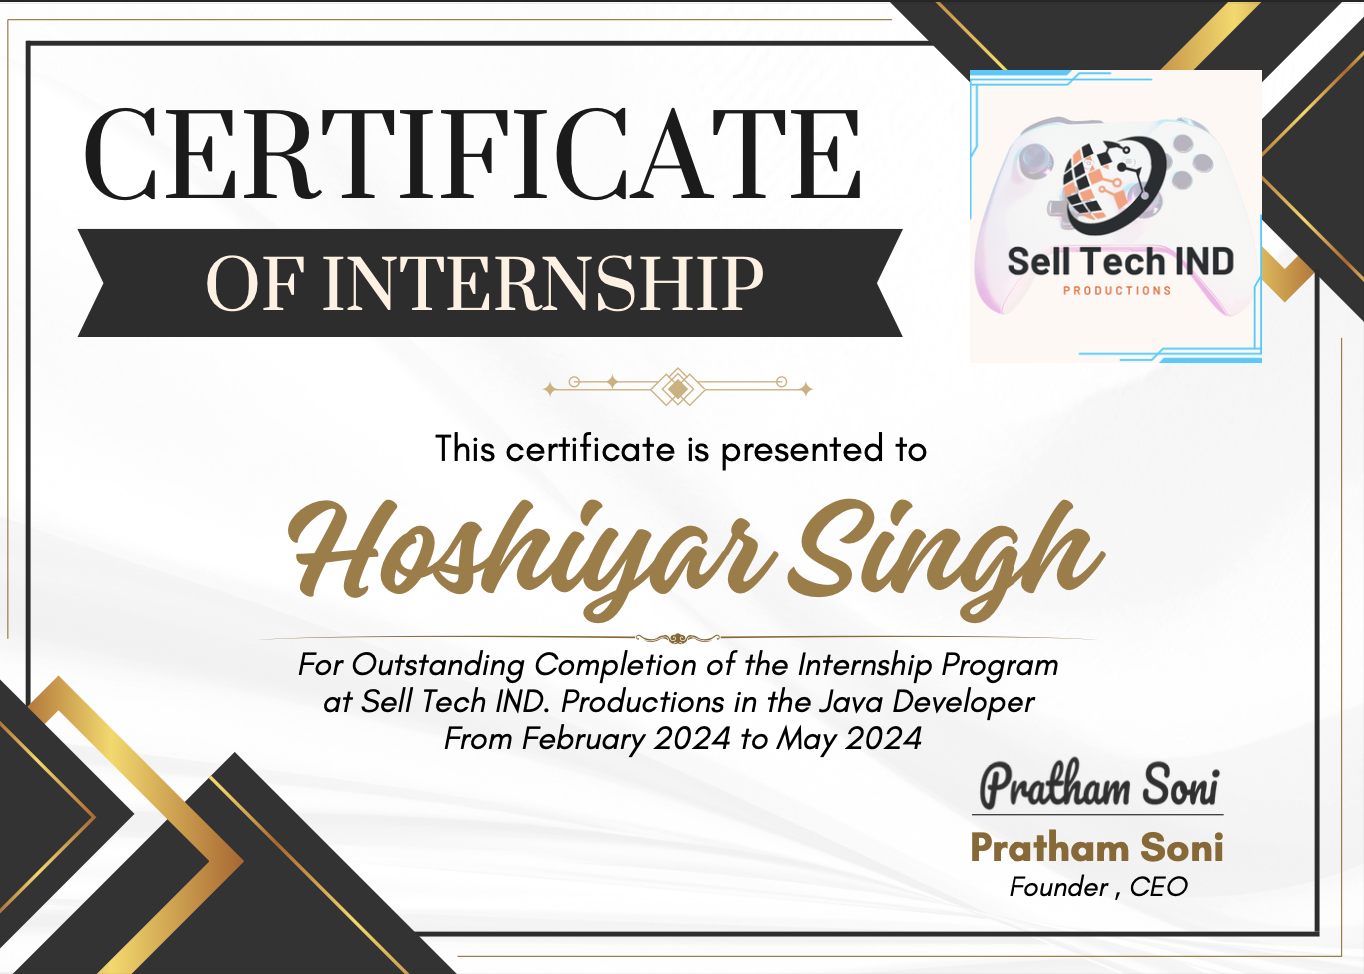 CERTIFICATE
OF INTERNSHIP
Sell Tech IND
PRODUCTIONS
This certificate is presented to
Hoshiyar Singh
For Outstanding Completion of the Internship Program
at Sell Tech IND. Productions in the Java Developer
From February 2024 to May 2024
Pratham Soni
Pratham Soni
Founder , CEO